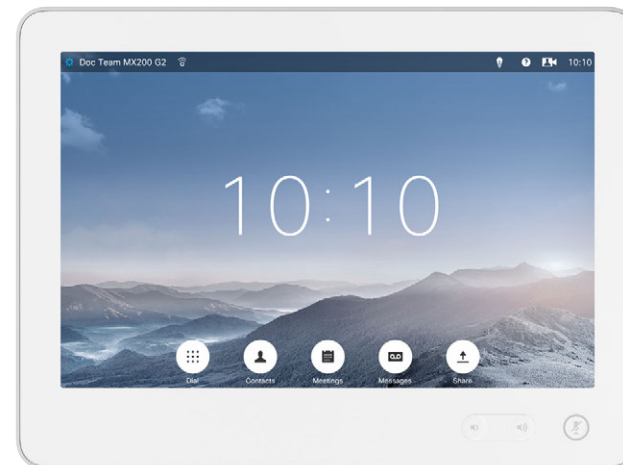 Doc Team MX200 G2
10:10
10:10
Dial
Contacts
Meetings
Messages
Share